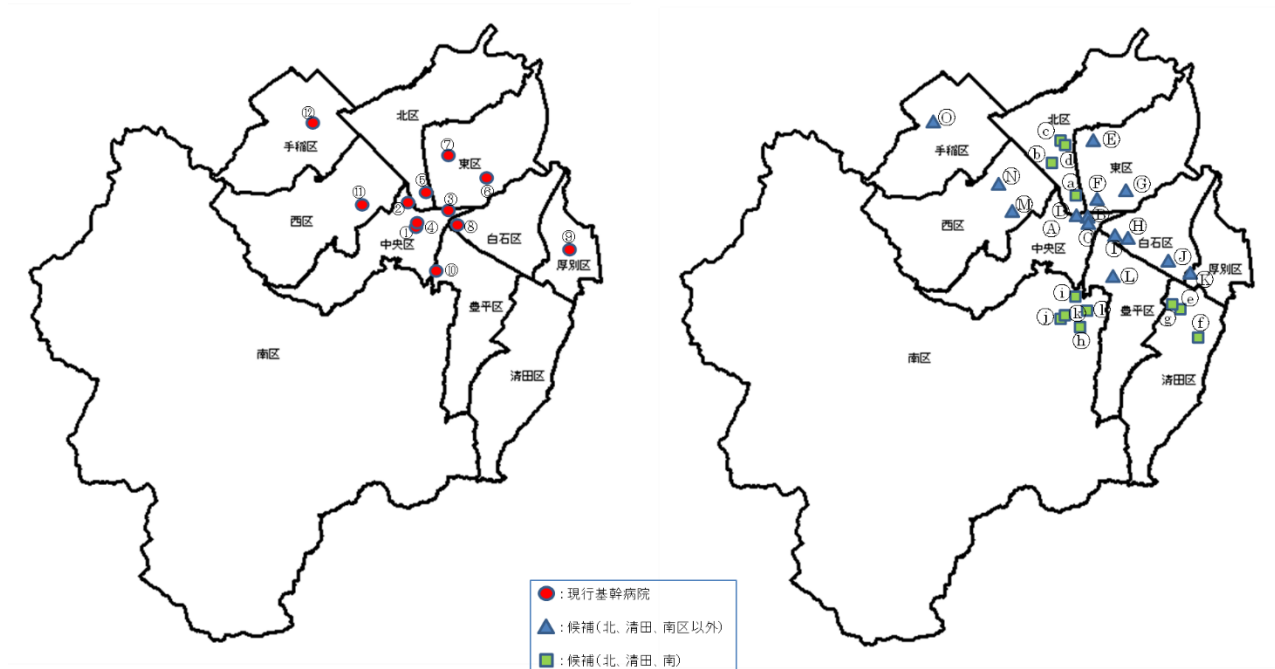 北区
⑫
手稲区
⑦
東区
⑥
⑤
⑪
②
③
西区
①
④
⑧
中央区
白石区
⑨
厚別区
⑩
豊平区
南区
清田区
Ⓞ
北区
ⓒ
Ⓔ
手稲区
ⓑ
ⓓ
東区
Ⓝ
ⓐ
Ⓕ
Ⓖ
西区
Ⓜ
Ⓓ
Ⓑ
Ⓐ
Ⓒ
Ⓗ
中央区
Ⓘ
白石区
Ⓙ
厚別区
Ⓛ
Ⓚ
ⓘ
ⓙ
ⓚ
ⓛ
豊平区
ⓔ
ⓖ
ⓕ
ⓗ
南区
清田区
：現行基幹病院
：候補(北、清田、南区以外)
：候補(北、清田、南)